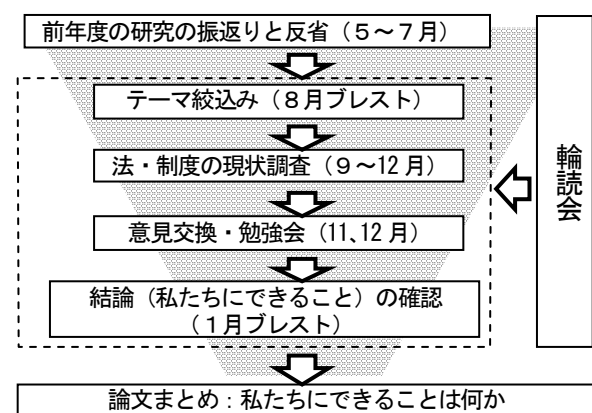 前年度の研究の振返りと反省（５～７月）
テーマ絞込み（８月ブレスト）
法・制度の現状調査（９～12月）
意見交換・勉強会（11、12月）
結論（私たちにできること）の確認
（１月ブレスト）
論文まとめ：私たちにできることは何か
輪読会